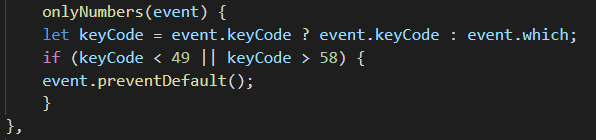 onlyNumbers(event) {
let keyCode = event.keyCode ? event.keyCode : event.which;
if (keyCode < 49 || keyCode > 58) {
event.preventDefault();
}
},